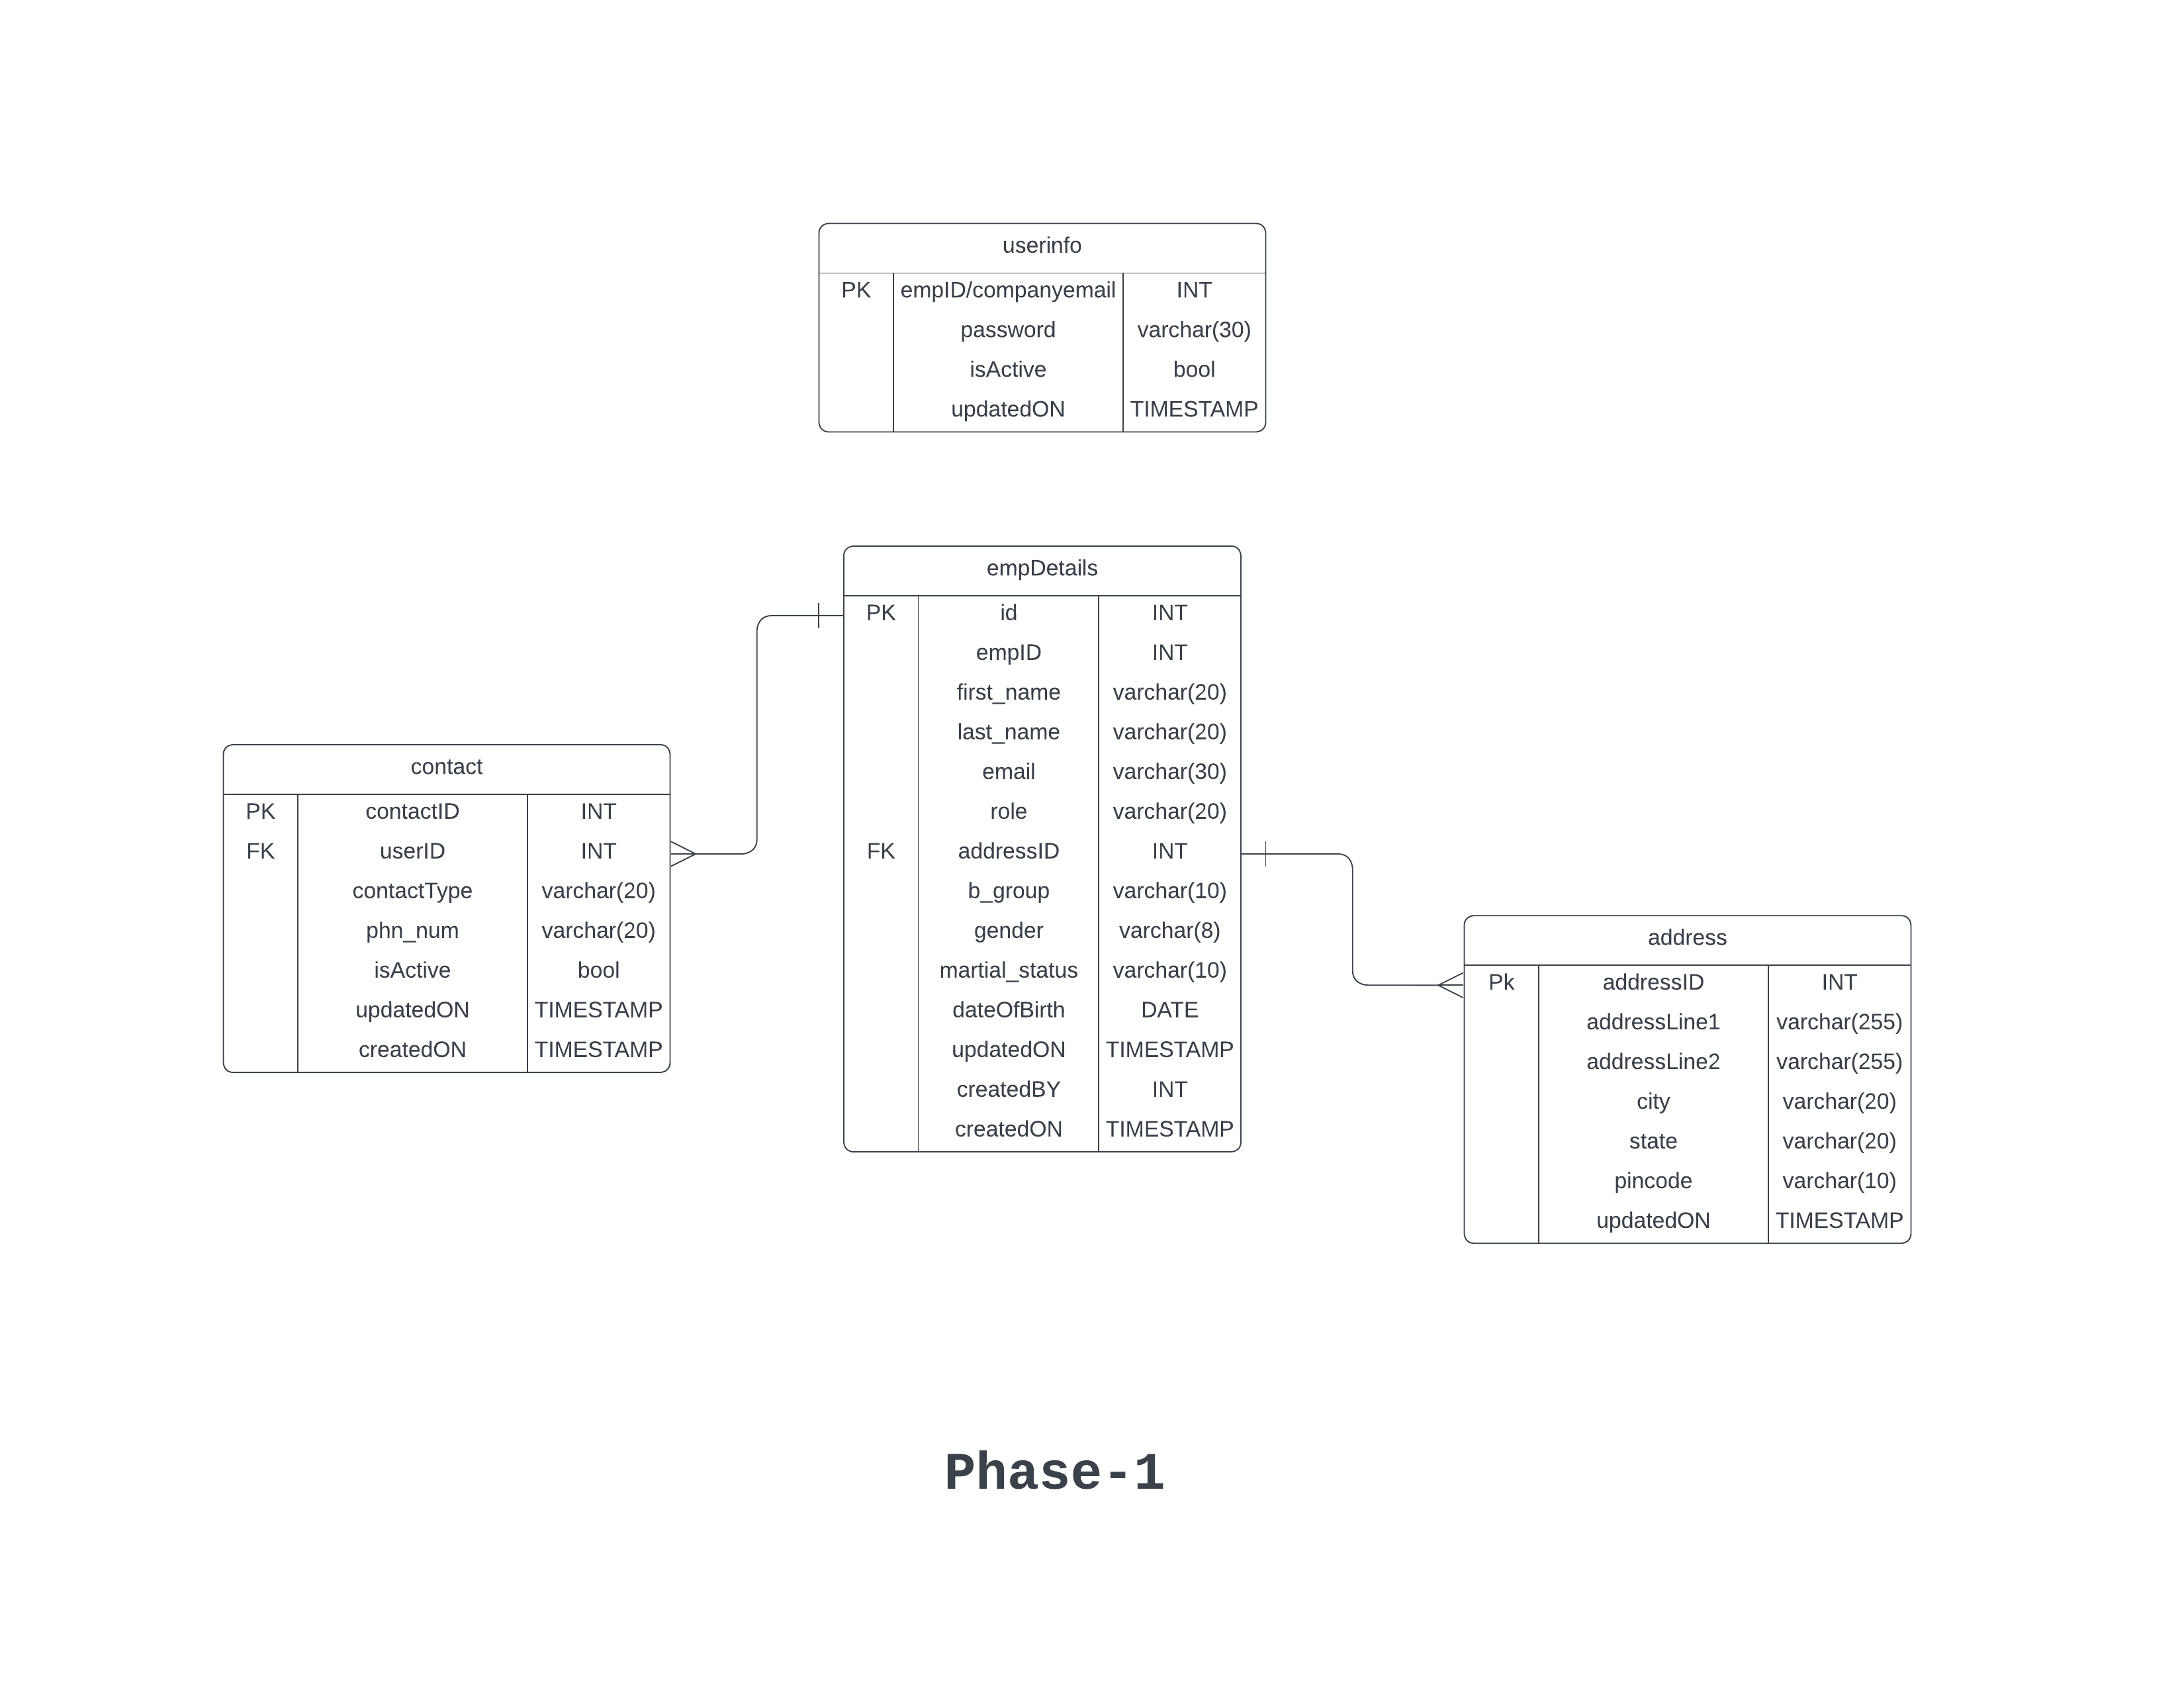 userinfo
PK empID/companyemail INT
password varchar(30)
isActive bool
updatedON TIMESTAMP
empDetails
PK id INT
empID INT
first_name varchar(20)
last_name varchar(20)
email varchar(30)
role varchar(20)
FK addressID INT
b_group varchar(10)
gender varchar(8)
martial_status varchar(10)
dateOfBirth DATE
updatedON TIMESTAMP
createdBY INT
createdON TIMESTAMP
contact
PK contactID INT
FK userID INT
contactType varchar(20)
phn_num varchar(20)
isActive bool
updatedON TIMESTAMP
createdON TIMESTAMP
address
Pk addressID INT
addressLine1 varchar(255)
addressLine2 varchar(255)
city varchar(20)
state varchar(20)
pincode varchar(10)
updatedON TIMESTAMP
Phase-1